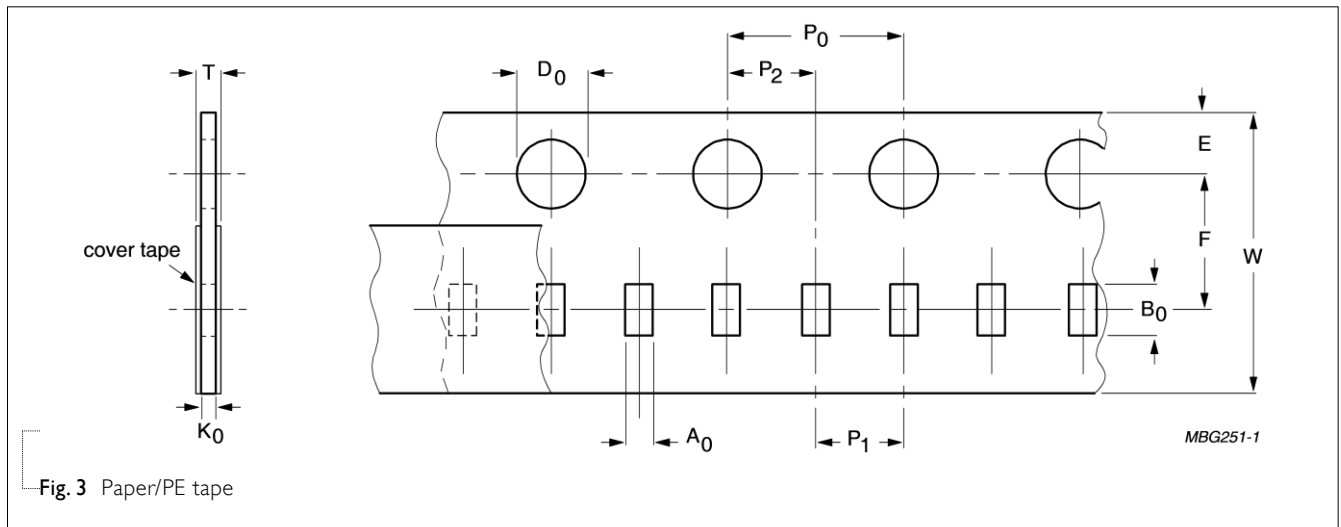 P0
T
D0
P2
E
F
W
cover tape
B0
K0
A0
P1
MBG251-1
Fig. 3 Paper/PE tape